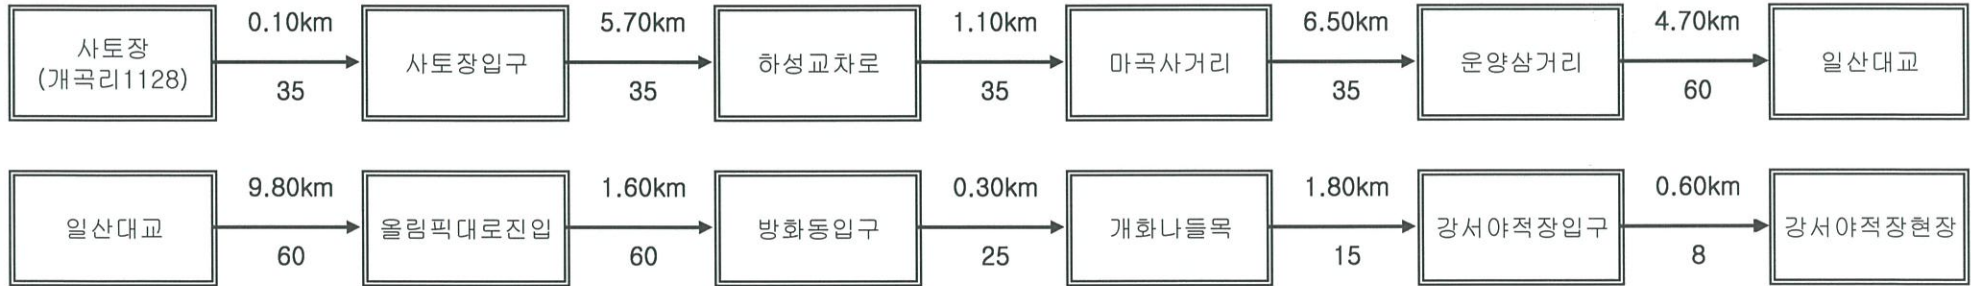 0.10km 5.70km 1.10km 6.50km 4.70km
사토장 사토장입구 하성교차로 마곡사거리 운양삼거리 일산대교
(개곡리1128)
35 35 35 35 60
9.80km 1.60km 0.30km 1.80km 0.60km
일산대교 올림픽대로진입 방화동입구 개화나들목 강서야적장입구 강서야적장현장
60 60 25 15 8